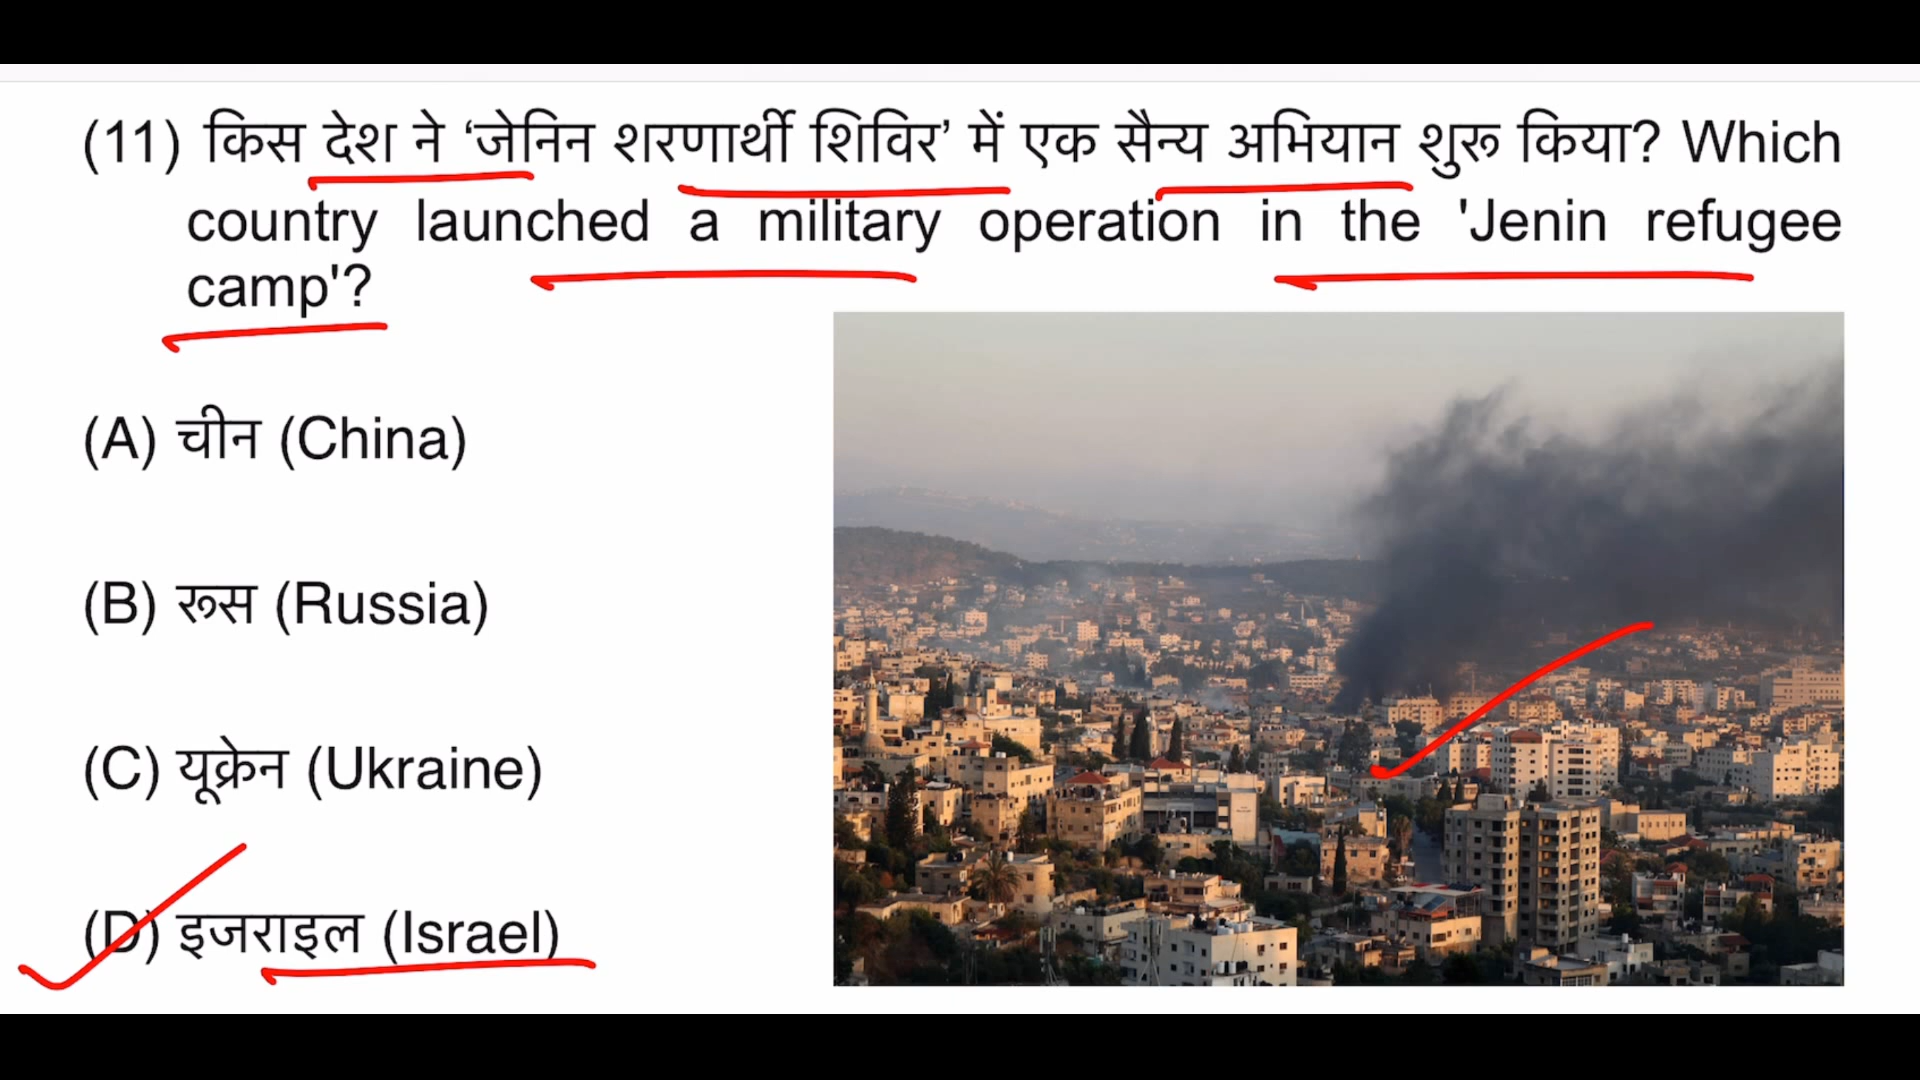 (11) किस देश ने ‘जेनिन शरणार्थी शिविर’ में एक सैन्य अभियान शुरू किया? Which
country launched a military operation in the 'Jenin refugee
camp'?
(A) चीन (China)
(B) रूस (Russia)
(C) यूक्रेन (Ukraine)
(D) इजराइल (Israel)